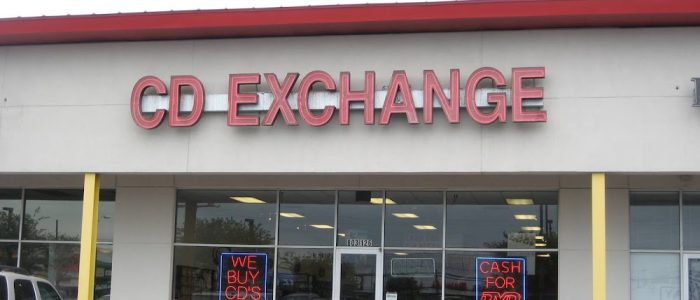 CD EXCHANGE
WE
BUY
CD'S
CASH
FOR